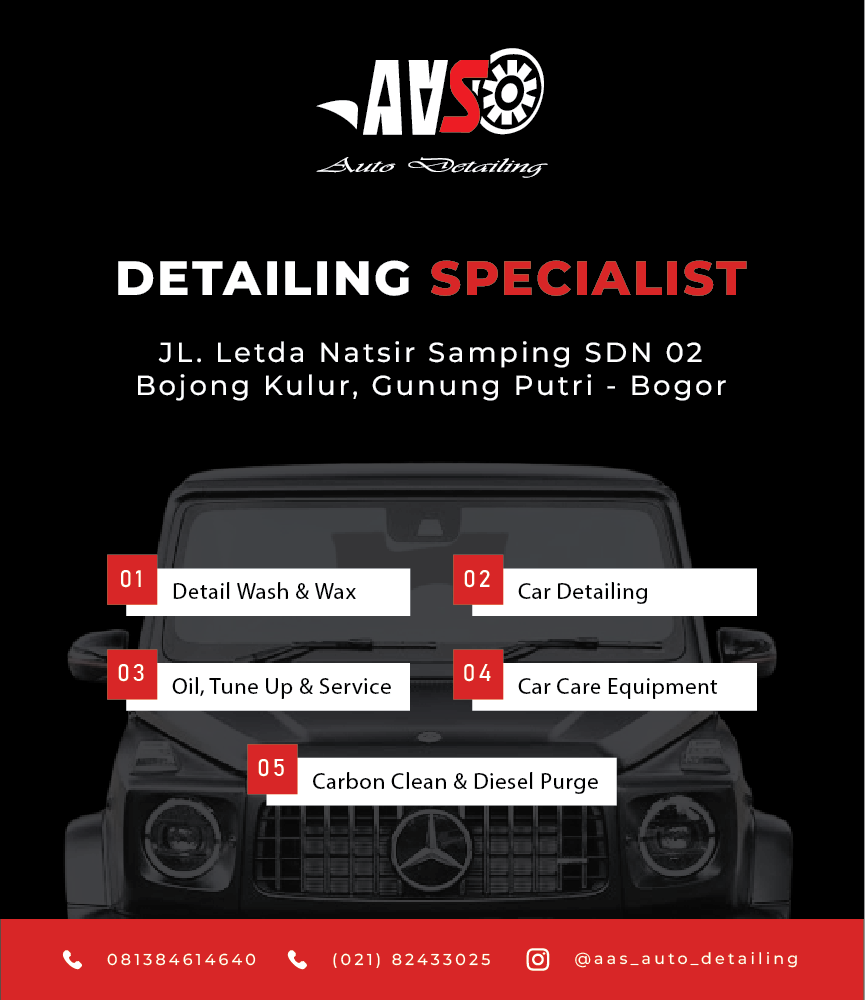 AAS
Auto Detailing
DETAILING SPECIALIST
JL. Letda Natsir Samping SDN 02
Bojong Kulur, Gunung Putri - Bogor
01 Detail Wash & Wax
02 Car Detailing
03 Oil, Tune Up & Service
04 Car Care Equipment
05 Carbon Clean & Diesel Purge
081384614640 (021) 82433025 @aas_auto_detailing